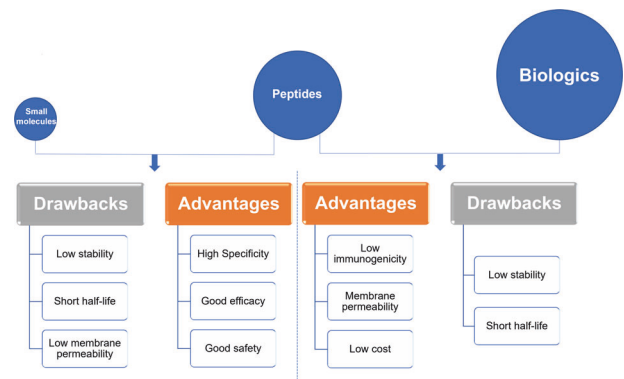 Biologics
Peptides
Small
molecules
Drawbacks
Advantages
Advantages
Drawbacks
Low stability
High Specificity
Low
immunogenicity
Low stability
Short half-life
Good efficacy
Membrane
permeability
Short half-life
Low membrane
permeability
Good safety
Low cost